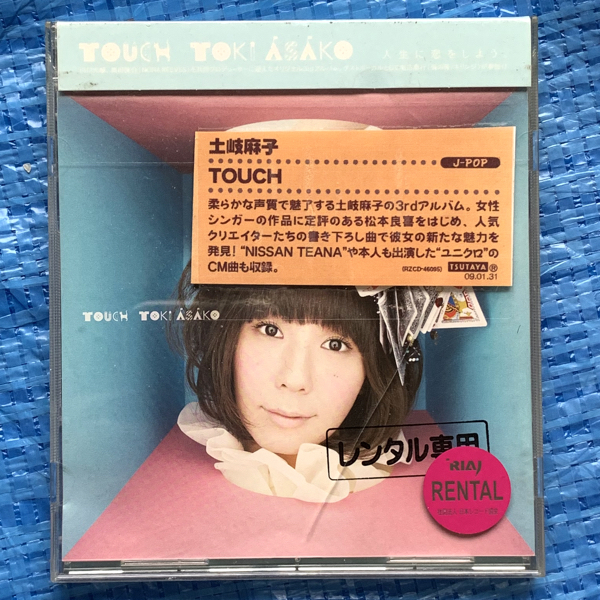 TOUCH TOKI ASAKO 人生に恋をしよう
土岐麻子
J-POP
TOUCH
柔らかな声質で魅了する土岐麻子の3rdアルバム。女性
シンガーの作品に定評のある松本良喜をはじめ、人気
クリエイターたちの書き下ろし曲で彼女の新たな魅力を
発見! “NISSAN TEANA”や本人も出演した“ユニクロ”の
CM曲も収録。
(RZCD-46085)
TSUTAYA
09.01.31
TOUCH TOKI ASAKO
レンタル専用
RIAJ
RENTAL